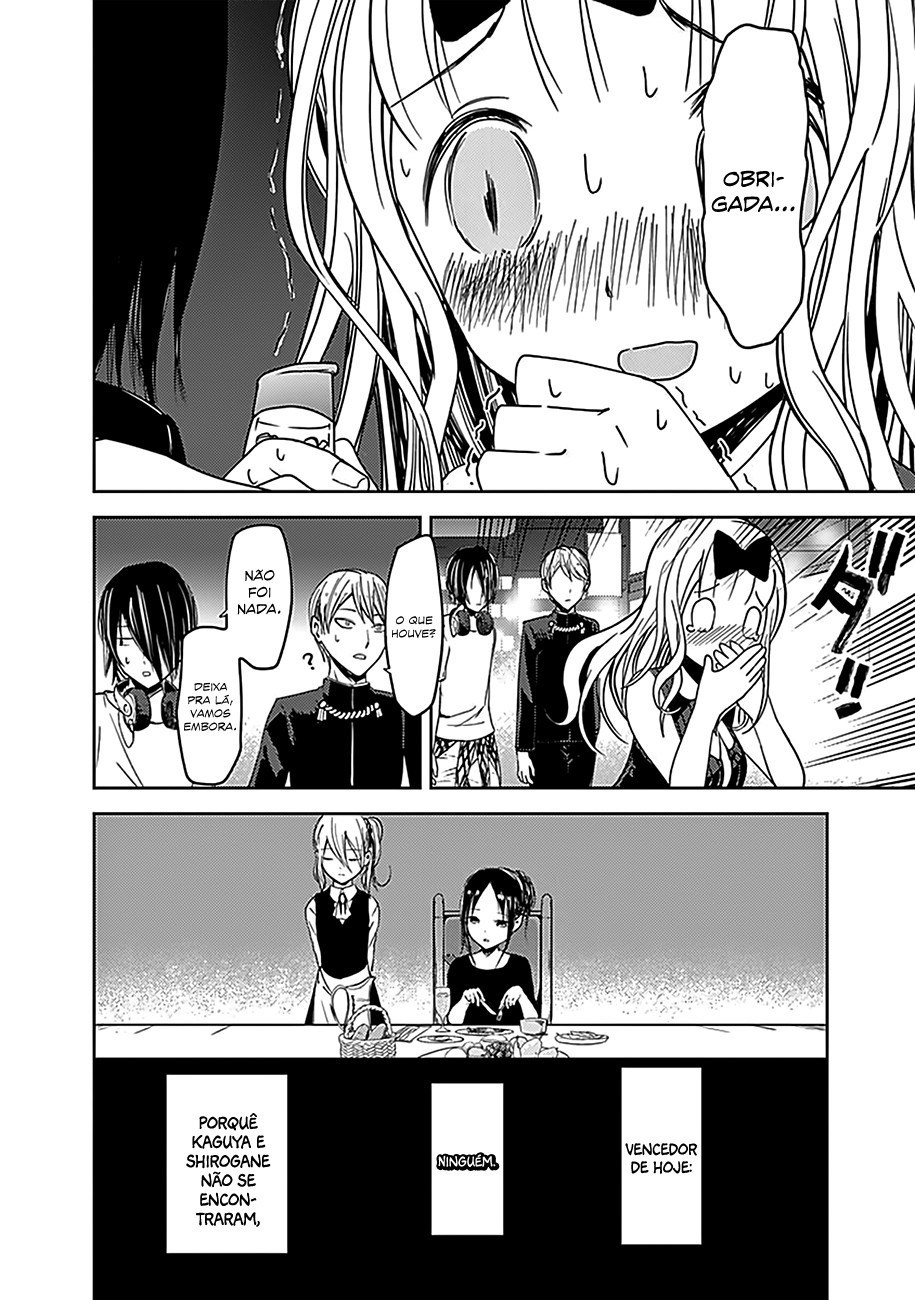 OBRI-
GADA...
O QUE
HOUVE?
NÃO
FOI
NADA.
DEIXA
PRA LÁ,
VAMOS
EMBORA.
?
VENCEDOR
DE HOJE:
NINGUÉM.
PORQUÊ
KAGUYA E
SHIROGANE
NÃO SE
ENCON-
TRARAM,